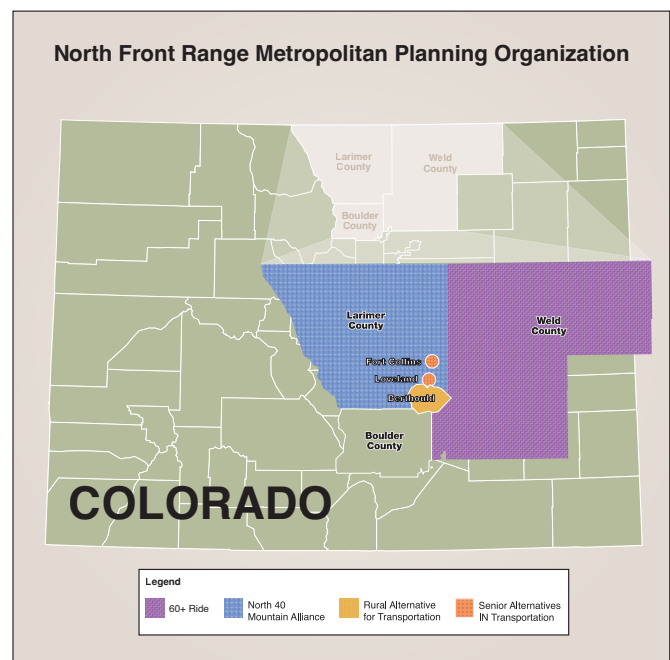 North Front Range Metropolitan Planning Organization
Larimer
County
Weld
County
Boulder
County
Larimer
County
Weld
County
Fort Collins
Loveland
Berthould
Boulder
County
COLORADO
Legend
60+ Ride
North 40
Mountain Alliance
Rural Alternative
for Transportation
Senior Alternatives
IN Transportation